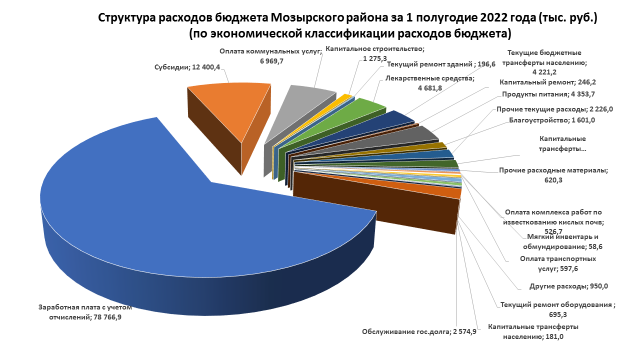 Структура расходов бюджета Мозырского района за 1 полугодие 2022 года (тыс. руб.)
(по экономической классификации расходов бюджета)
Субсидии; 12 400,4
Оплата коммунальных услуг;
6 969,7
Капитальное строительство;
1 275,3
Текущий ремонт зданий ; 196,6
Лекарственные средства;
4 681,8
Текущие бюджетные
трансферты населению;
4 221,2
Капитальный ремонт; 246,2
Продукты питания; 4 353,7
Прочие текущие расходы; 2 226,0
Благоустройство; 1 601,0
Капитальные
трансферты...
Прочие расходные материалы;
620,3
Оплата комплекса работ по
известкованию кислых почв;
526,7
Мягкий инвентарь и
обмундирование; 58,6
Оплата транспортных
услуг; 597,6
Другие расходы; 950,0
Текущий ремонт оборудования ;
695,3
Капитальные трансферты
населению; 181,0
Обслуживание гос.долга; 2 574,9
Заработная плата с учетом
отчислений; 78 766,9